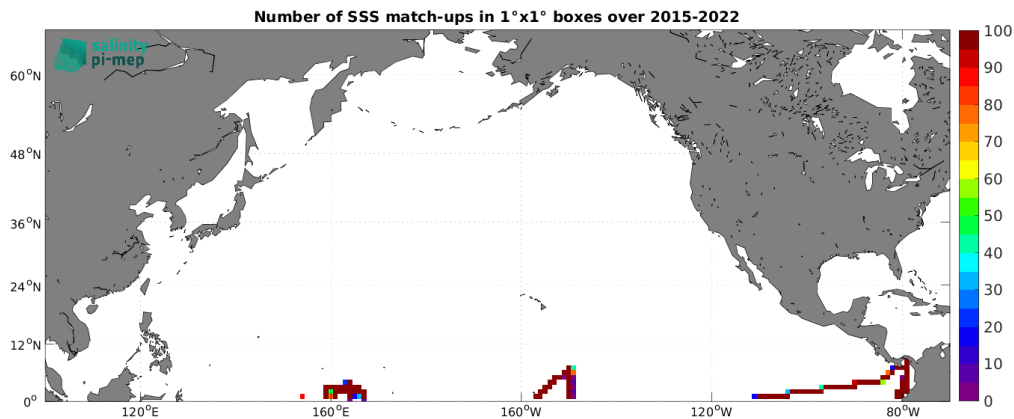 Number of SSS match-ups in 1°x1° boxes over 2015-2022
salinity
pi-mep
60°N
48°N
36°N
24°N
12°N
0°
120°E
160°E
160°W
120°W
80°W
100
90
80
70
60
50
40
30
20
10
0